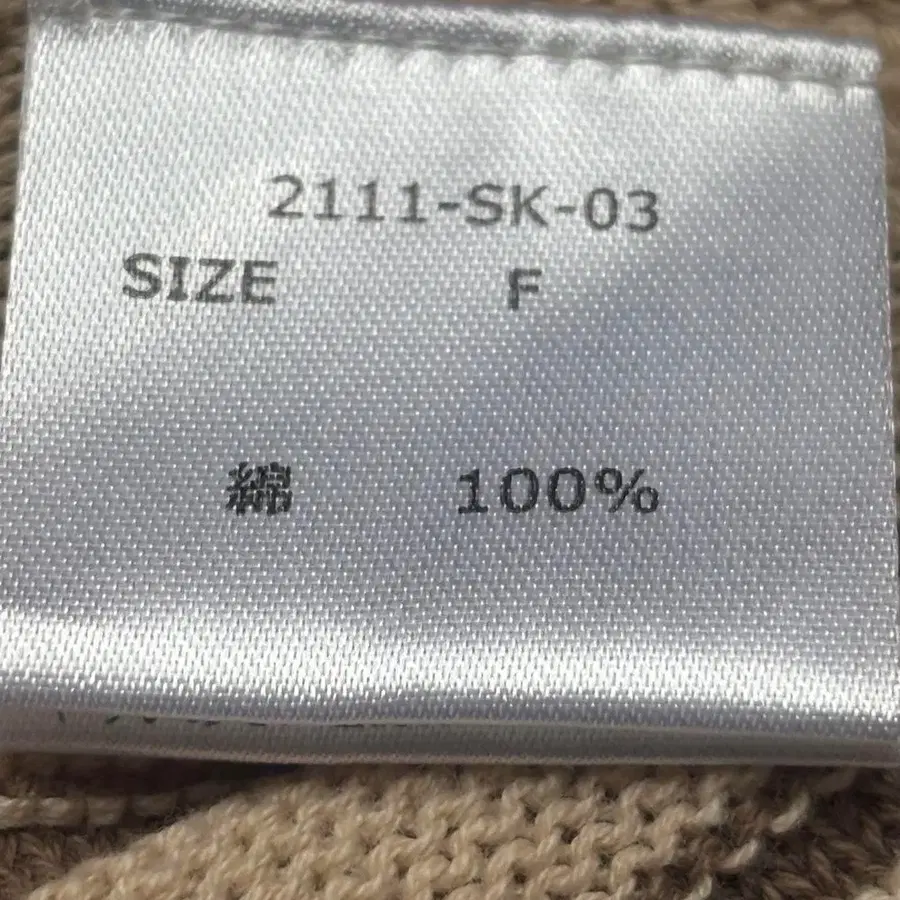 2111-SK-03
SIZE F
綿 100%